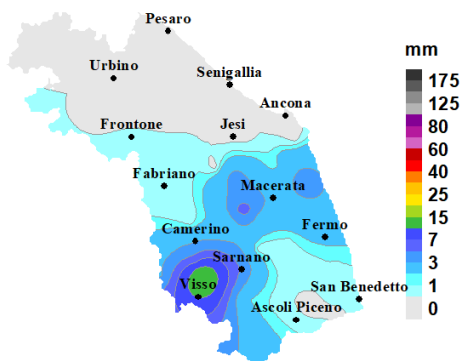 Pesaro
Urbino
Senigallia
Ancona
Frontone
Jesi
Fabriano
Macerata
Camerino
Fermo
Sarnano
Visso
San Benedetto
Ascoli Piceno
mm
175
125
80
60
40
25
15
7
3
1
0